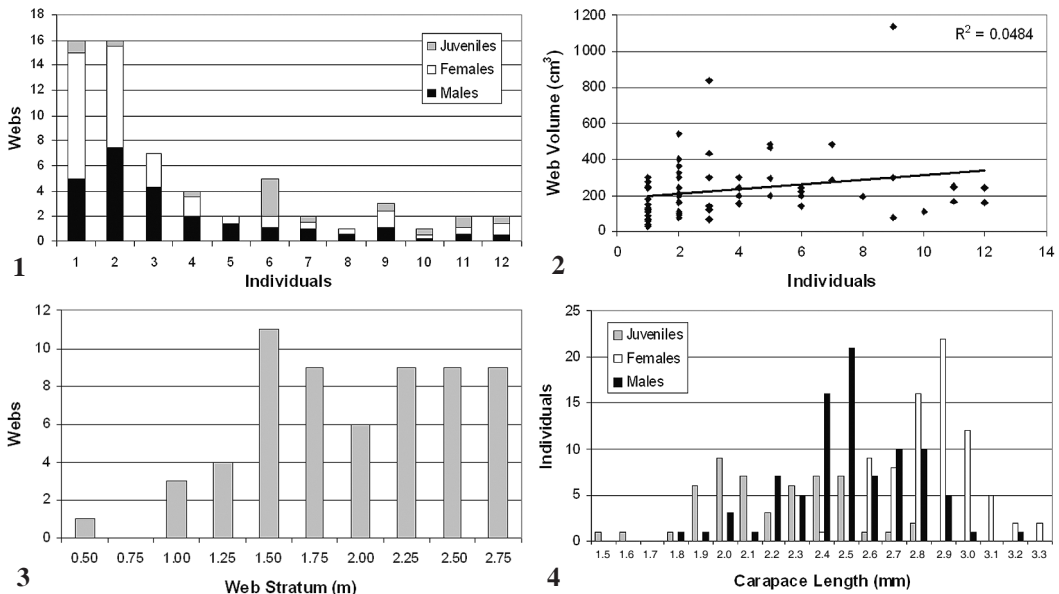 18
16
14
12
10
8
6
4
2
0
Webs
Juveniles
Females
Males
1 2 3 4 5 6 7 8 9 10 11 12
Individuals
1
1200
1000
800
600
400
200
0
Web Volume (cm³)
R² = 0.0484
0 2 4 6 8 10 12 14
Individuals
2
12
10
8
6
4
2
0
Webs
0.50 0.75 1.00 1.25 1.50 1.75 2.00 2.25 2.50 2.75
Web Stratum (m)
3
25
20
15
10
5
0
Individuals
Juveniles
Females
Males
1.5 1.6 1.7 1.8 1.9 2.0 2.1 2.2 2.3 2.4 2.5 2.6 2.7 2.8 2.9 3.0 3.1 3.2 3.3
Carapace Length (mm)
4